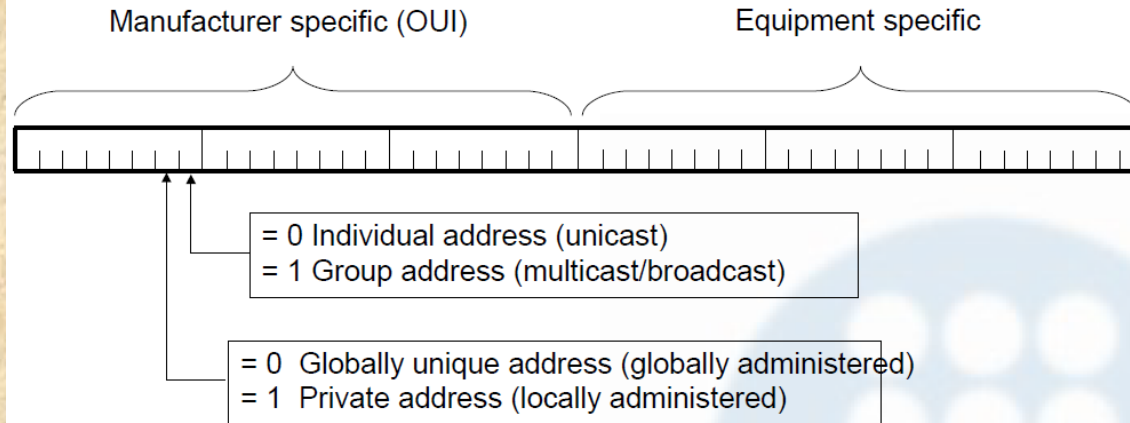 Manufacturer specific (OUI)
Equipment specific
= 0 Individual address (unicast)
= 1 Group address (multicast/broadcast)
= 0 Globally unique address (globally administered)
= 1 Private address (locally administered)